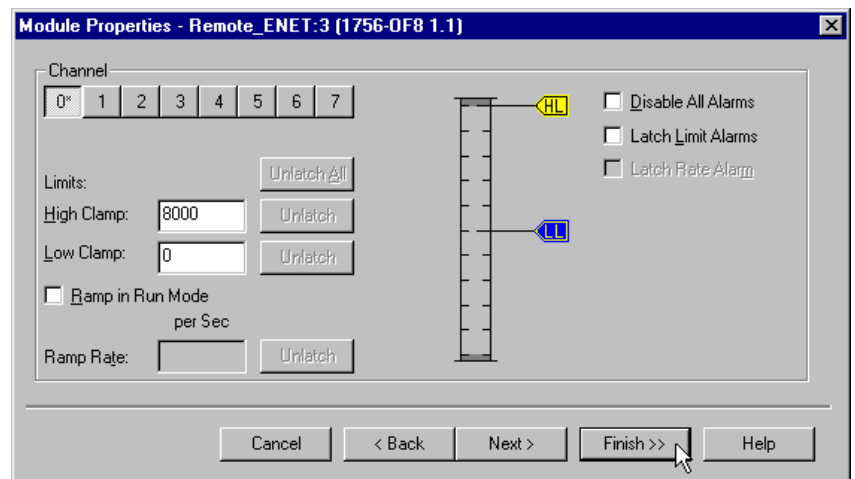 Module Properties - Remote_ENET:3 (1756-OF8 1.1)
Channel
0* 1 2 3 4 5 6 7
HL
Disable All Alarms
Latch Limit Alarms
Latch Rate Alarm
Limits:
Unlatch All
High Clamp: 8000 Unlatch
LL
Low Clamp: 0 Unlatch
Ramp in Run Mode
per Sec
Ramp Rate: Unlatch
Cancel < Back Next > Finish >> Help